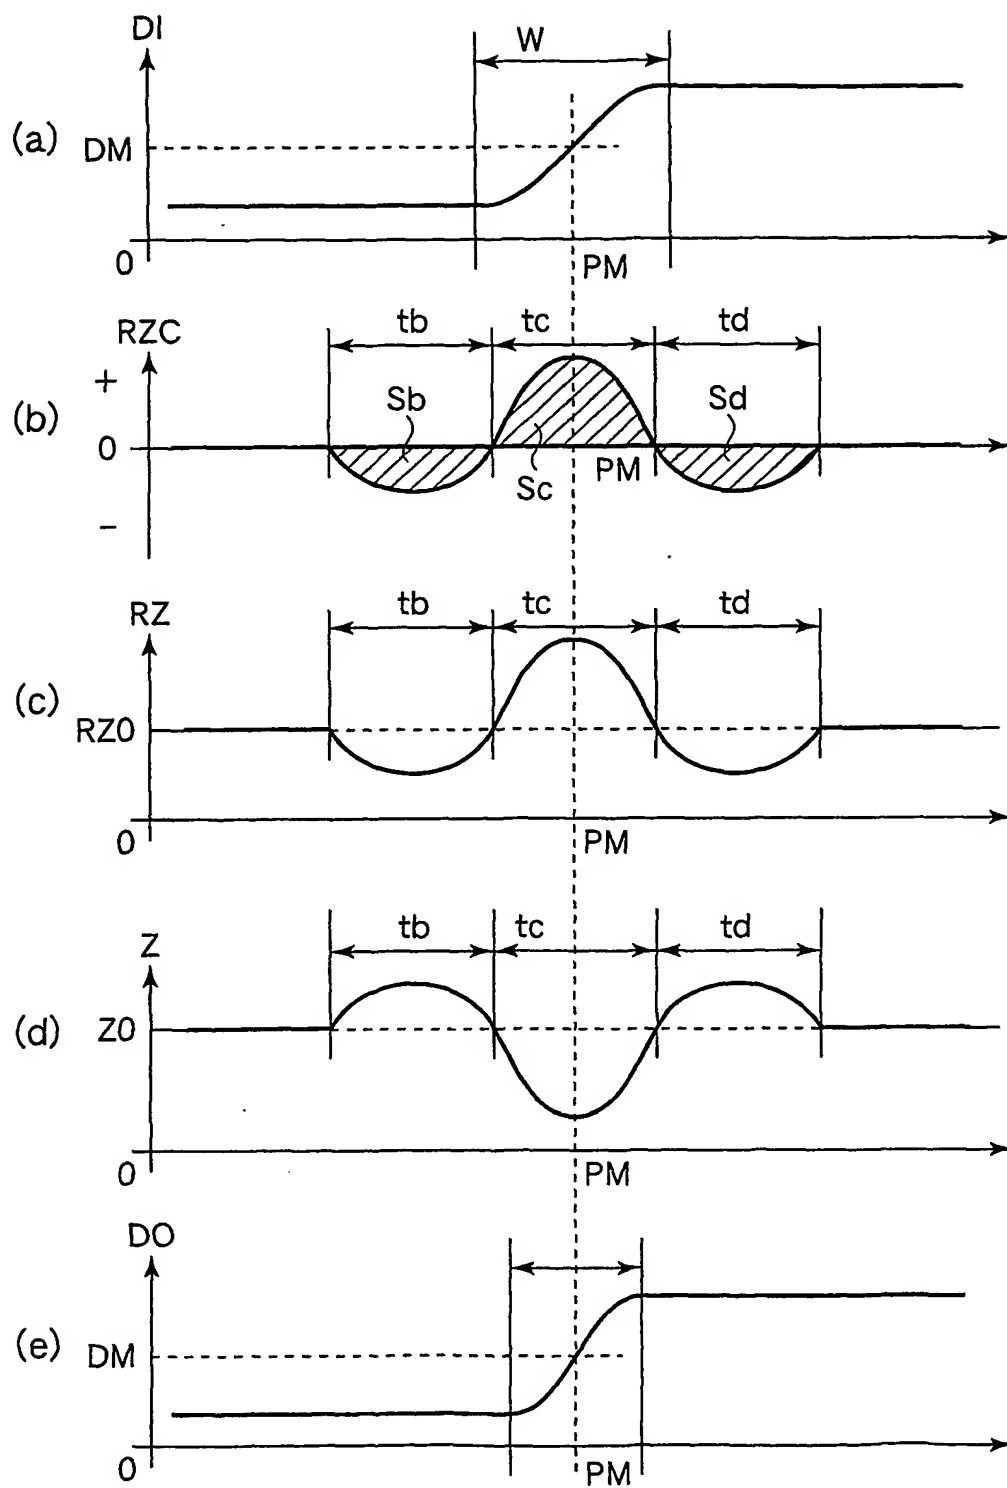 DI
W
(a)
DM
0
PM
RZC
tb
tc
td
+
(b)
Sb
Sd
0
PM
Sc
−
RZ
tb
tc
td
(c)
RZ0
0
PM
Z
tb
tc
td
(d)
Z0
0
PM
DO
(e)
DM
0
PM